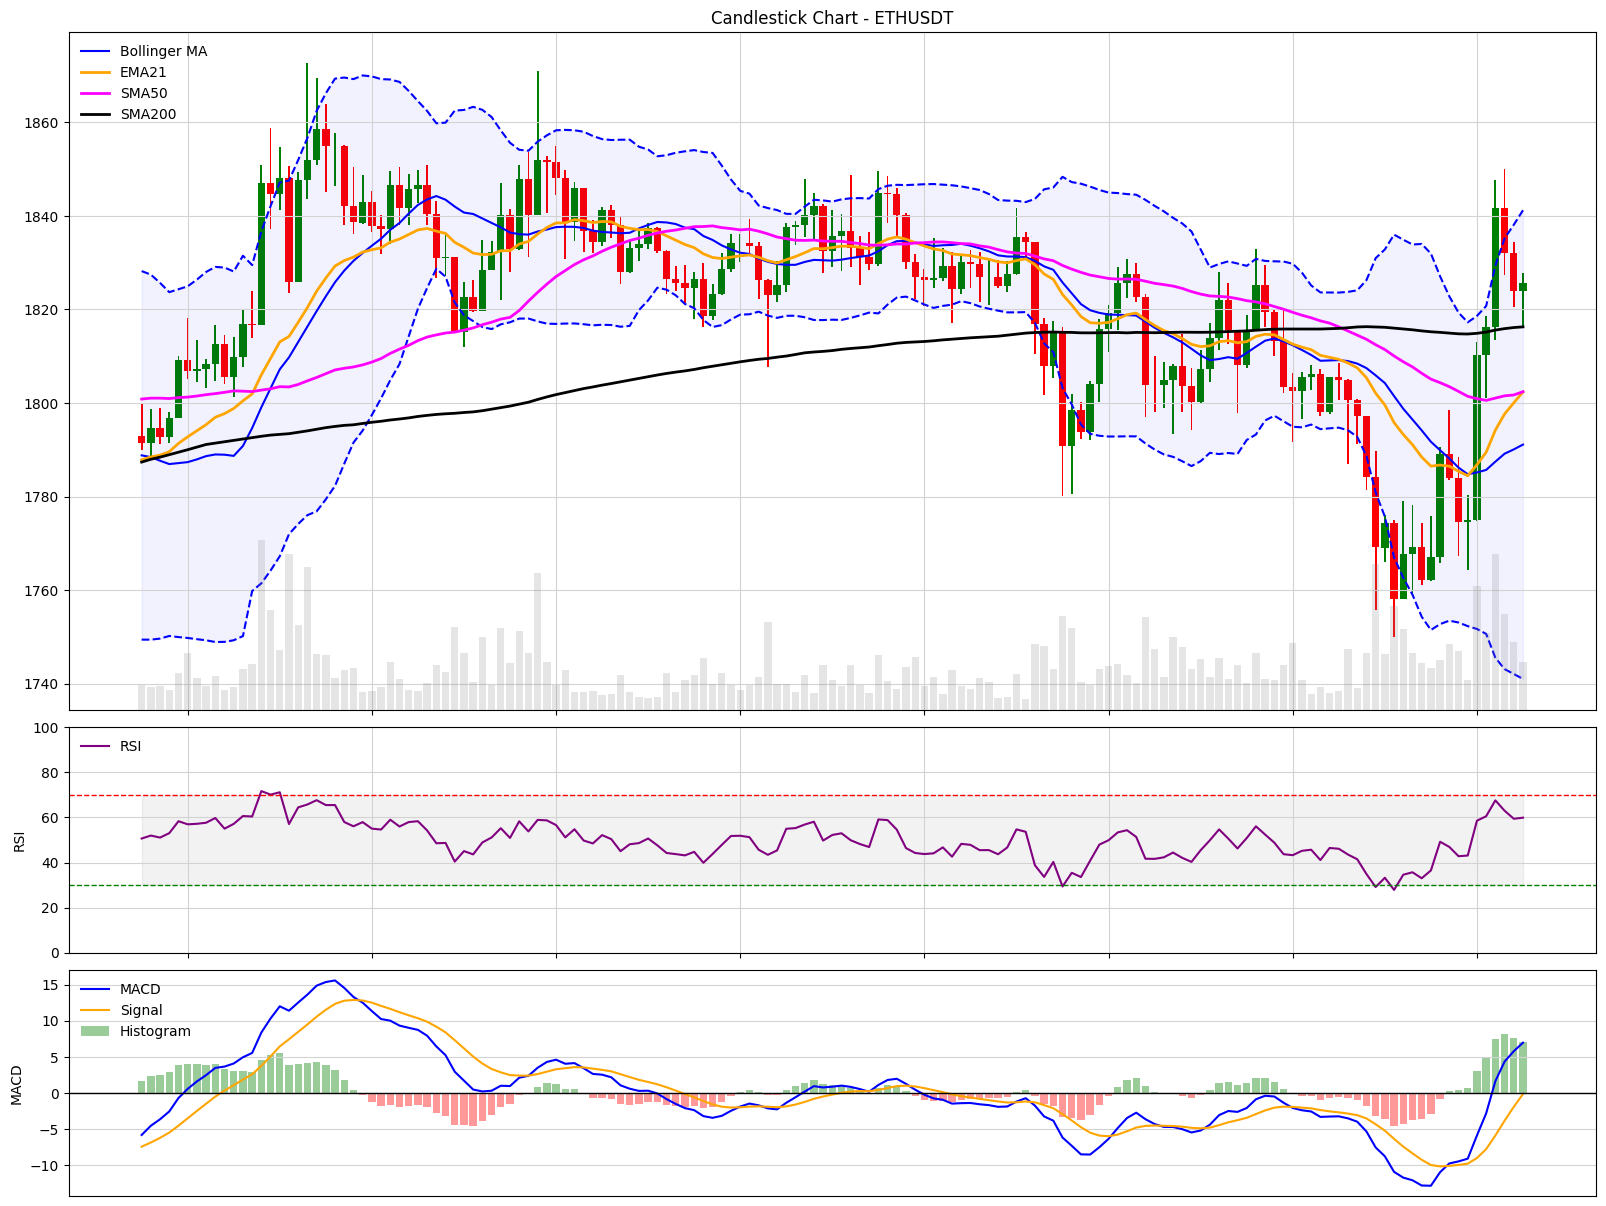 Candlestick Chart - ETHUSDT
Bollinger MA
EMA21
SMA50
SMA200
1860
1840
1820
1800
1780
1760
1740
100
80
60
40
20
0
RSI
RSI
15
10
5
0
−5
−10
MACD
MACD
Signal
Histogram